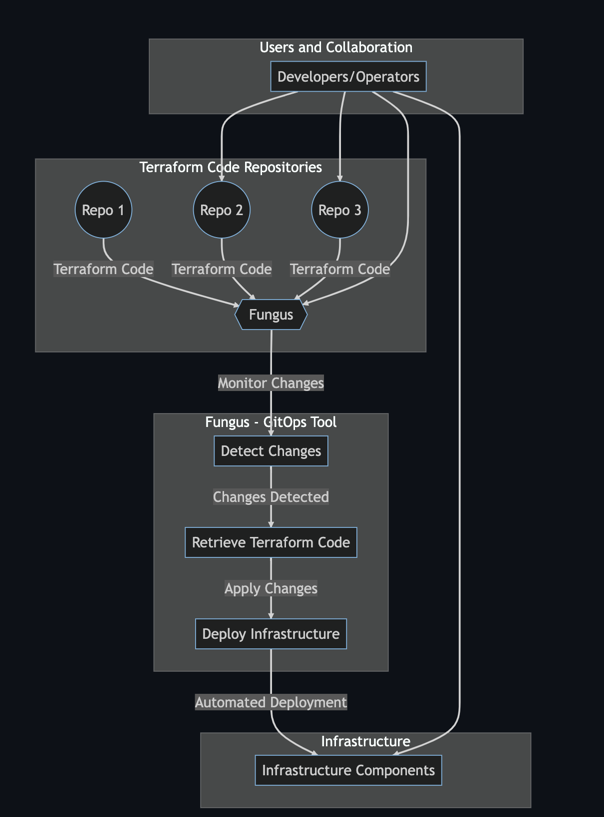 Users and Collaboration
Developers/Operators
Terraform Code Repositories
Repo 1
Repo 2
Repo 3
Terraform Code
Terraform Code
Terraform Code
Fungus
Monitor Changes
Fungus - GitOps Tool
Detect Changes
Changes Detected
Retrieve Terraform Code
Apply Changes
Deploy Infrastructure
Automated Deployment
Infrastructure
Infrastructure Components